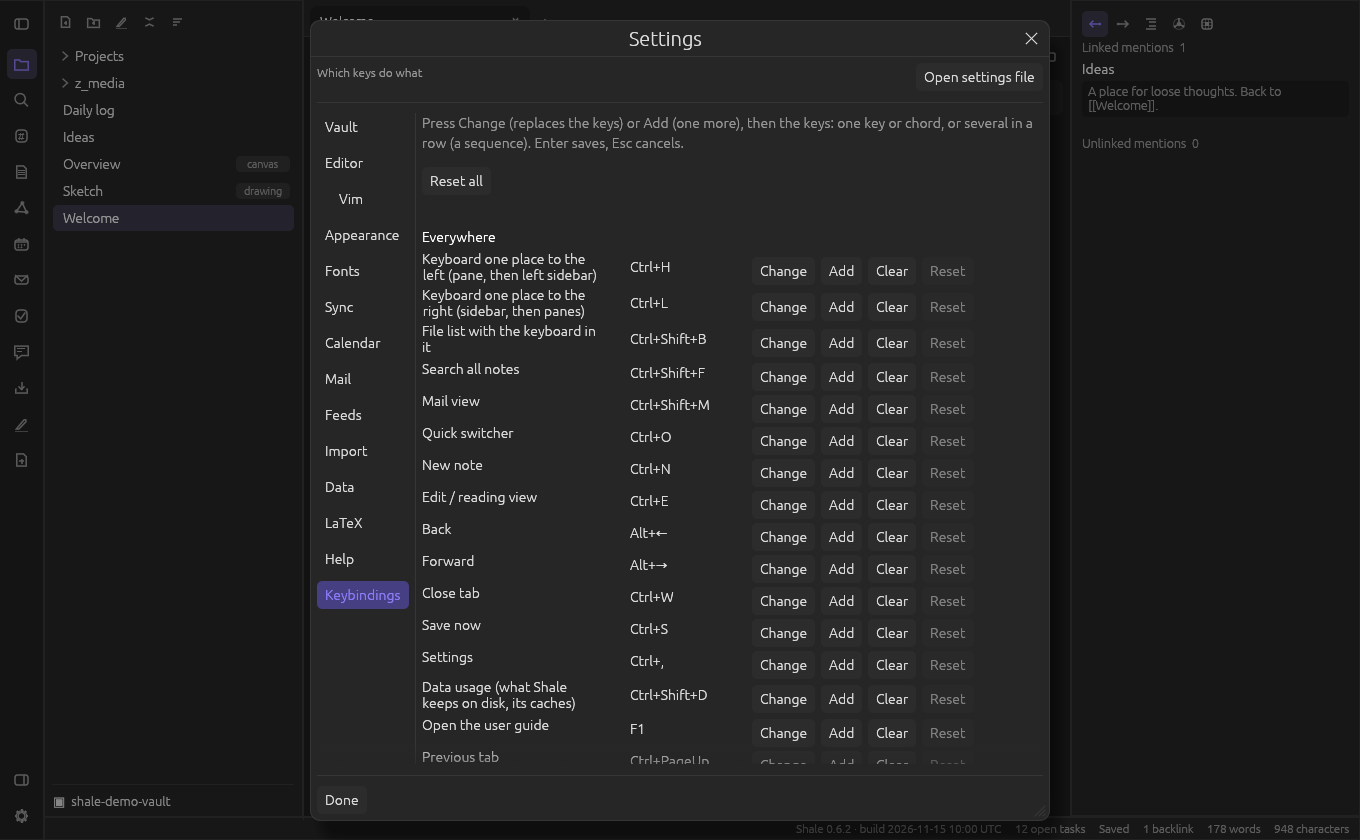 Settings
Which keys do what
Open settings file
Projects
z_media
Daily log
Ideas
Overview canvas
Sketch drawing
Welcome
shale-demo-vault
Vault
Editor
Vim
Appearance
Fonts
Sync
Calendar
Mail
Feeds
Import
Data
LaTeX
Help
Keybindings
Press Change (replaces the keys) or Add (one more), then the keys: one key or chord, or several in a
row (a sequence). Enter saves, Esc cancels.
Reset all
Everywhere
Keyboard one place to the
left (pane, then left sidebar) Ctrl+H Change Add Clear Reset
Keyboard one place to the
right (sidebar, then panes) Ctrl+L Change Add Clear Reset
File list with the keyboard in
it Ctrl+Shift+B Change Add Clear Reset
Search all notes Ctrl+Shift+F Change Add Clear Reset
Mail view Ctrl+Shift+M Change Add Clear Reset
Quick switcher Ctrl+O Change Add Clear Reset
New note Ctrl+N Change Add Clear Reset
Edit / reading view Ctrl+E Change Add Clear Reset
Back Alt+← Change Add Clear Reset
Forward Alt+→ Change Add Clear Reset
Close tab Ctrl+W Change Add Clear Reset
Save now Ctrl+S Change Add Clear Reset
Settings Ctrl+, Change Add Clear Reset
Data usage (what Shale
keeps on disk, its caches) Ctrl+Shift+D Change Add Clear Reset
Open the user guide F1 Change Add Clear Reset
Previous tab Ctrl+PageUp Change Add Clear Reset
Done
Linked mentions 1
Ideas
A place for loose thoughts. Back to
[[Welcome]].
Unlinked mentions 0
Shale 0.6.2 · build 2026-11-15 10:00 UTC 12 open tasks Saved 1 backlink 178 words 948 characters